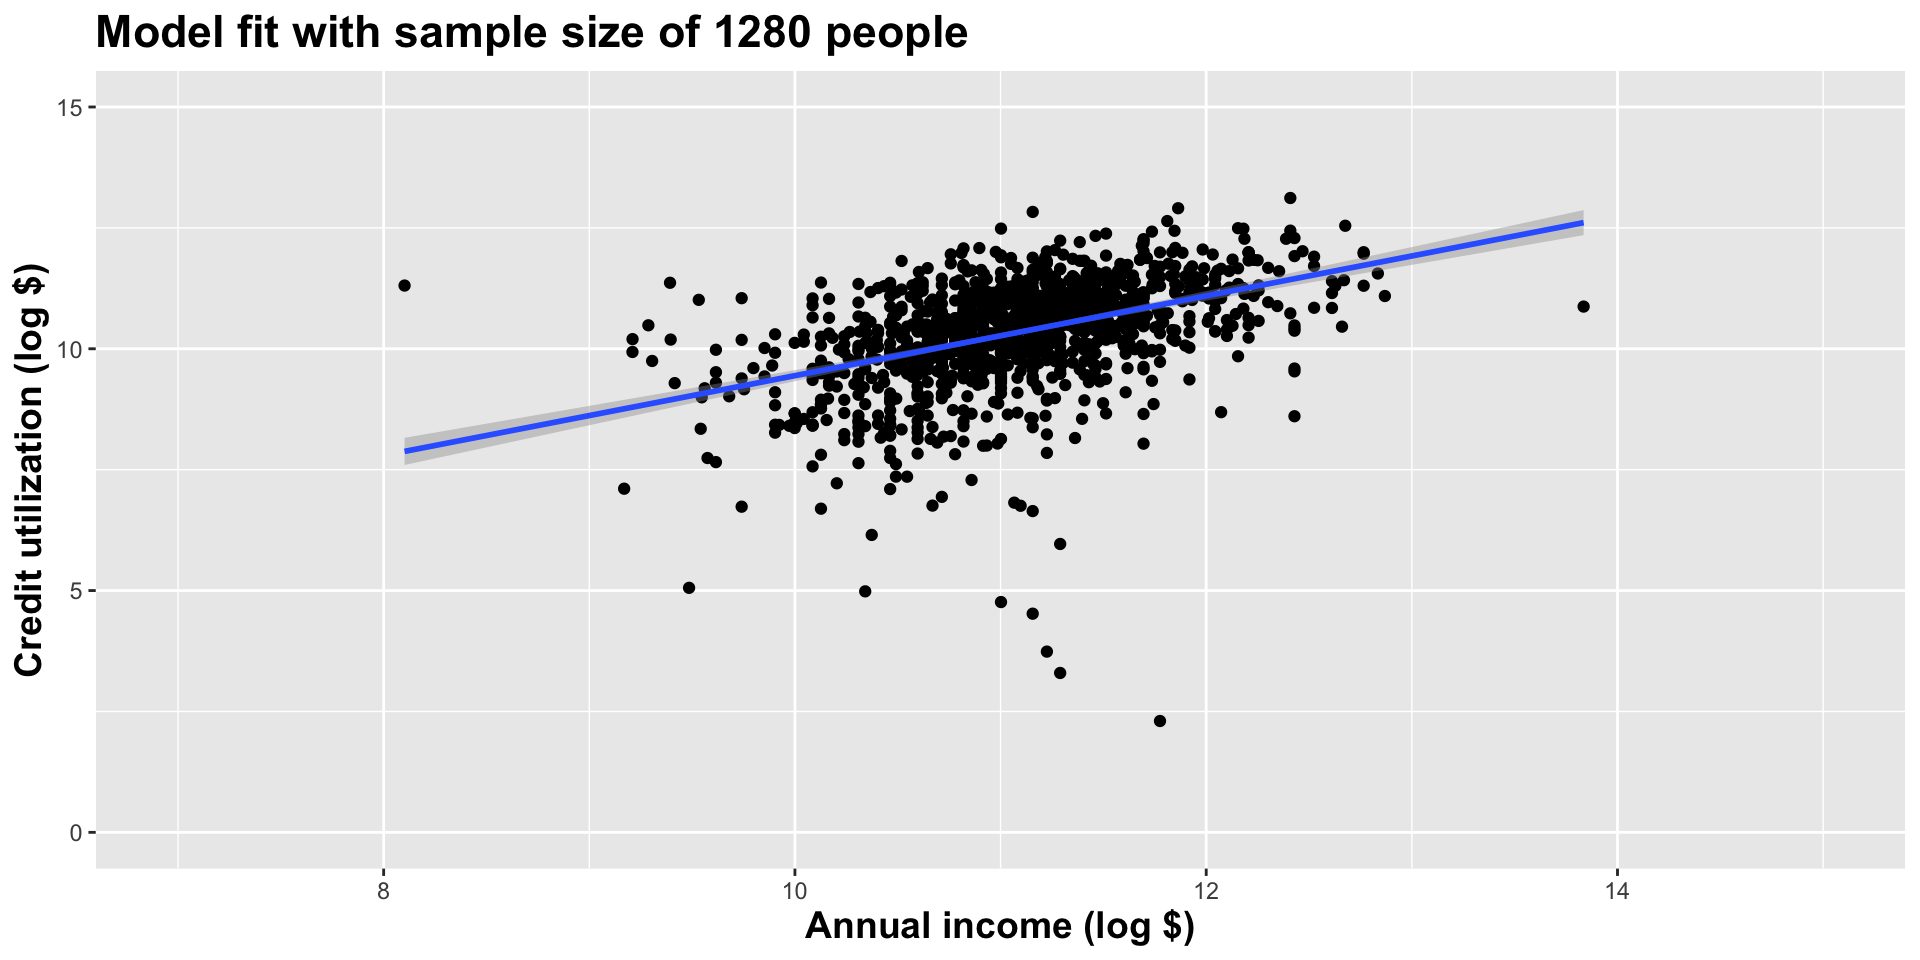 Model fit with sample size of 1280 people
15
10
5
0
Credit utilization (log $)
8 10 12 14
Annual income (log $)